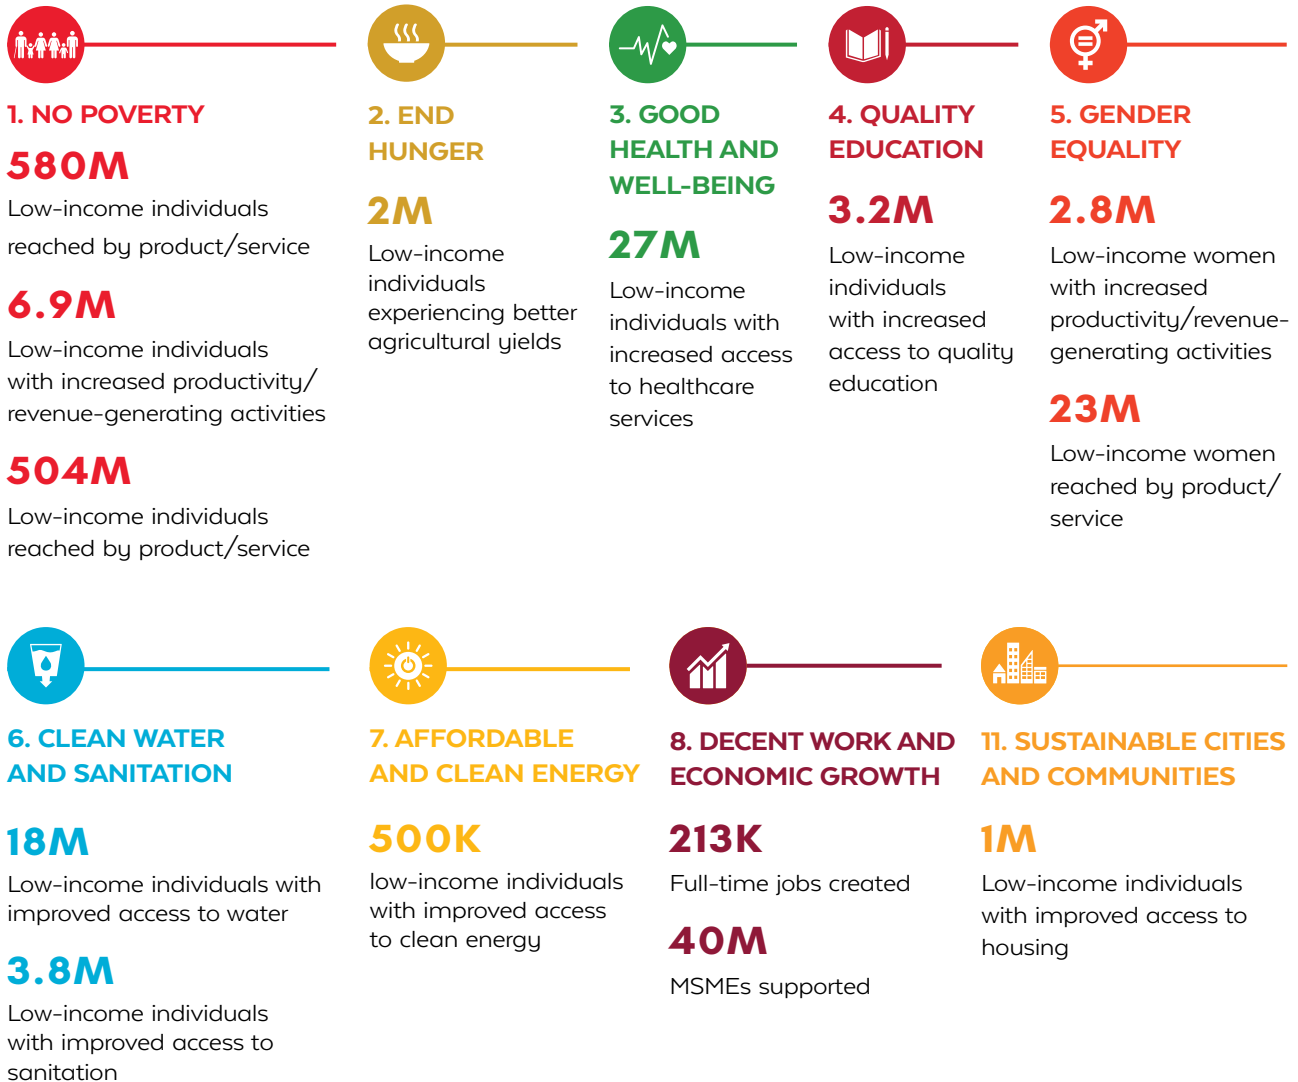 1. NO POVERTY
580M
Low-income individuals
reached by product/service
6.9M
Low-income individuals
with increased productivity/
revenue-generating activities
504M
Low-income individuals
reached by product/service
2. END
HUNGER
2M
Low-income
individuals
experiencing better
agricultural yields
3. GOOD
HEALTH AND
WELL-BEING
27M
Low-income
individuals with
increased access
to healthcare
services
4. QUALITY
EDUCATION
3.2M
Low-income
individuals
with increased
access to quality
education
5. GENDER
EQUALITY
2.8M
Low-income women
with increased
productivity/revenue-
generating activities
23M
Low-income women
reached by product/
service
6. CLEAN WATER
AND SANITATION
18M
Low-income individuals with
improved access to water
3.8M
Low-income individuals
with improved access to
sanitation
7. AFFORDABLE
AND CLEAN ENERGY
500K
low-income individuals
with improved access
to clean energy
8. DECENT WORK AND
ECONOMIC GROWTH
213K
Full-time jobs created
40M
MSMEs supported
11. SUSTAINABLE CITIES
AND COMMUNITIES
1M
Low-income individuals
with improved access to
housing